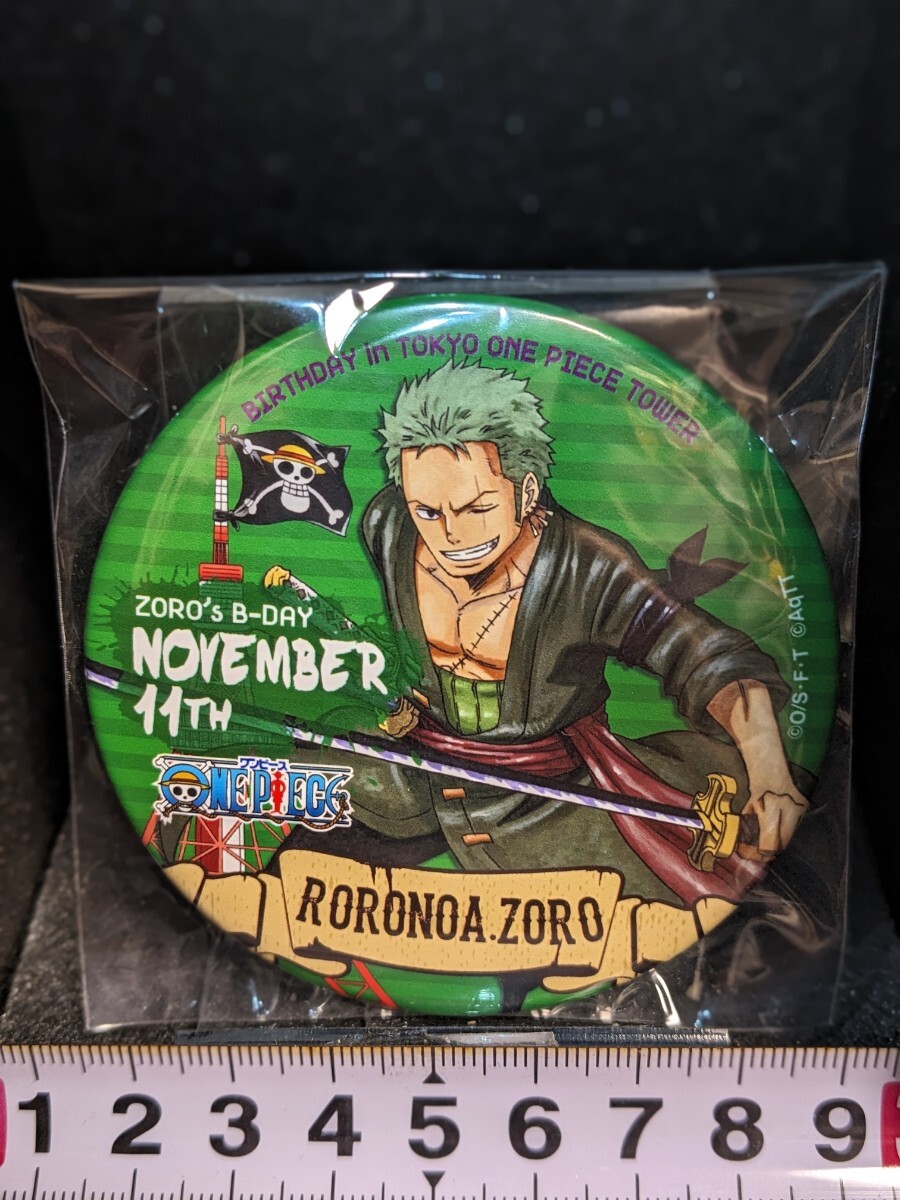 BIRTHDAY in TOKYO ONE PIECE TOWER
ZORO's B-DAY
NOVEMBER
11TH
ワンピース
ONE PIECE
©O/S・F・T ©AqTT
RORONOA.ZORO
1 2 3 4 5 6 7 8 9